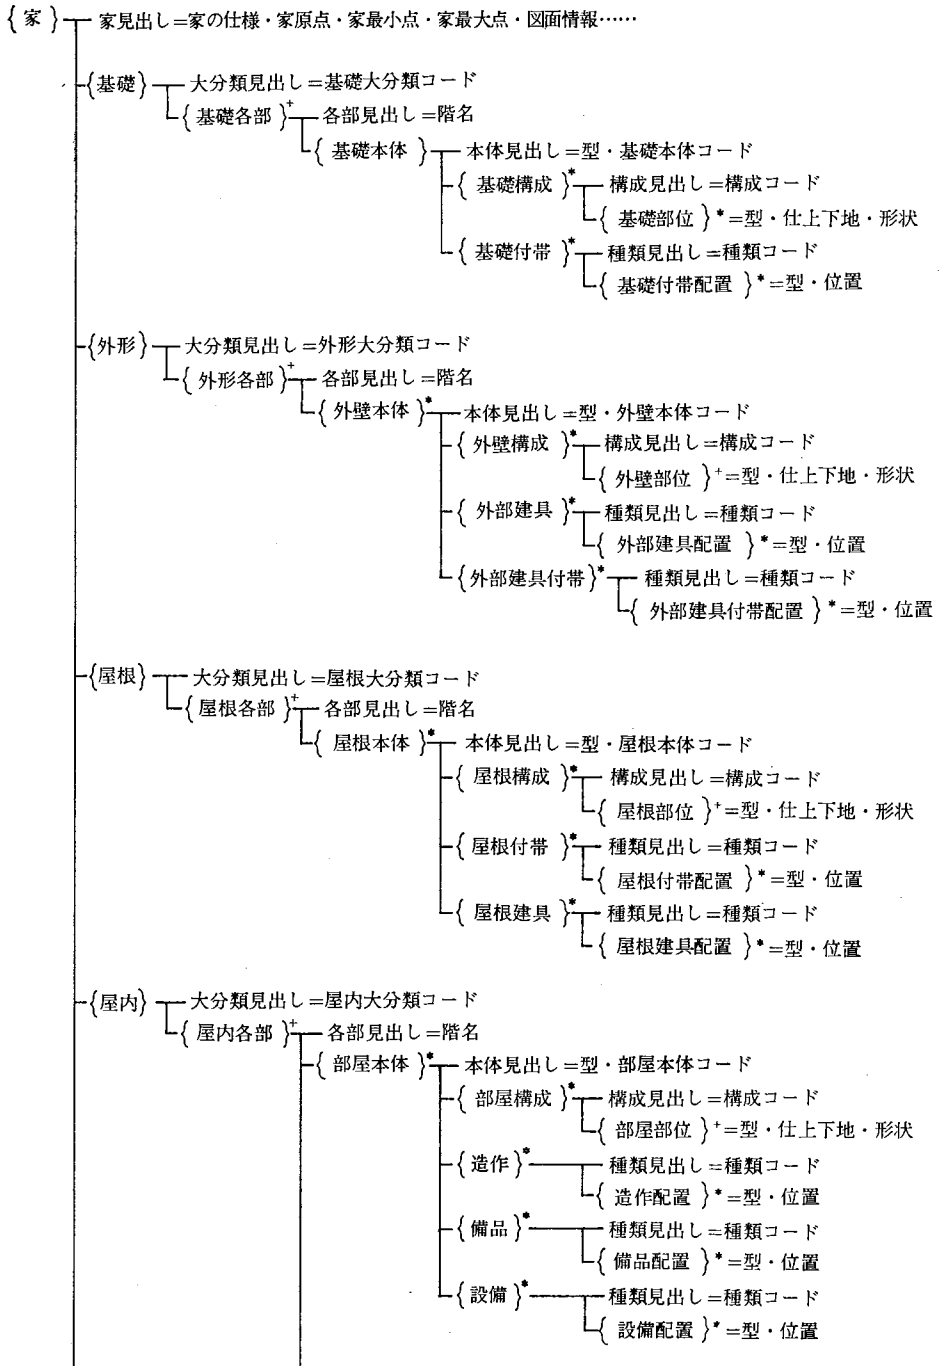 {家} 家見出し=家の仕様・家原点・家最小点・家最大点・図面情報……
{基礎} 大分類見出し=基礎大分類コード
{基礎各部}+ 各部見出し=階名
{基礎本体} 本体見出し=型・基礎本体コード
{基礎構成}* 構成見出し=構成コード
{基礎部位}*=型・仕上下地・形状
{基礎付帯}* 種類見出し=種類コード
{基礎付帯配置}*=型・位置
{外形} 大分類見出し=外形大分類コード
{外形各部}+ 各部見出し=階名
{外壁本体}* 本体見出し=型・外壁本体コード
{外壁構成}* 構成見出し=構成コード
{外壁部位}+=型・仕上下地・形状
{外部建具}* 種類見出し=種類コード
{外部建具配置}*=型・位置
{外部建具付帯}* 種類見出し=種類コード
{外部建具付帯配置}*=型・位置
{屋根} 大分類見出し=屋根大分類コード
{屋根各部}+ 各部見出し=階名
{屋根本体}* 本体見出し=型・屋根本体コード
{屋根構成}* 構成見出し=構成コード
{屋根部位}+=型・仕上下地・形状
{屋根付帯}* 種類見出し=種類コード
{屋根付帯配置}*=型・位置
{屋根建具}* 種類見出し=種類コード
{屋根建具配置}*=型・位置
{屋内} 大分類見出し=屋内大分類コード
{屋内各部}+ 各部見出し=階名
{部屋本体}* 本体見出し=型・部屋本体コード
{部屋構成}* 構成見出し=構成コード
{部屋部位}+=型・仕上下地・形状
{造作}* 種類見出し=種類コード
{造作配置}*=型・位置
{備品}* 種類見出し=種類コード
{備品配置}*=型・位置
{設備}* 種類見出し=種類コード
{設備配置}*=型・位置